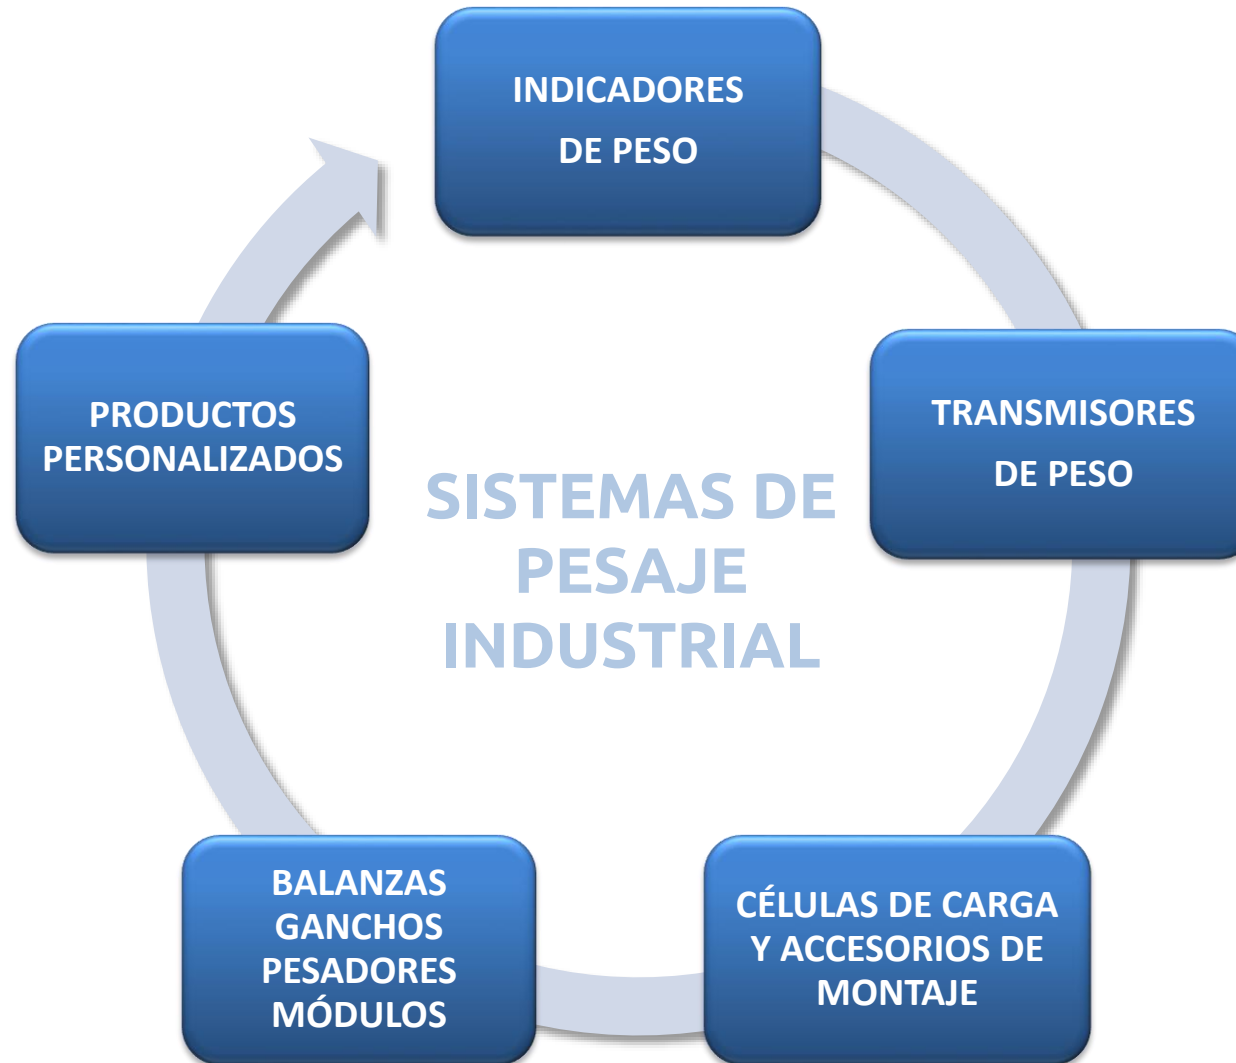 INDICADORES
DE PESO
TRANSMISORES
DE PESO
CÉLULAS DE CARGA
Y ACCESORIOS DE
MONTAJE
BALANZAS
GANCHOS
PESADORES
MÓDULOS
PRODUCTOS
PERSONALIZADOS
SISTEMAS DE
PESAJE
INDUSTRIAL